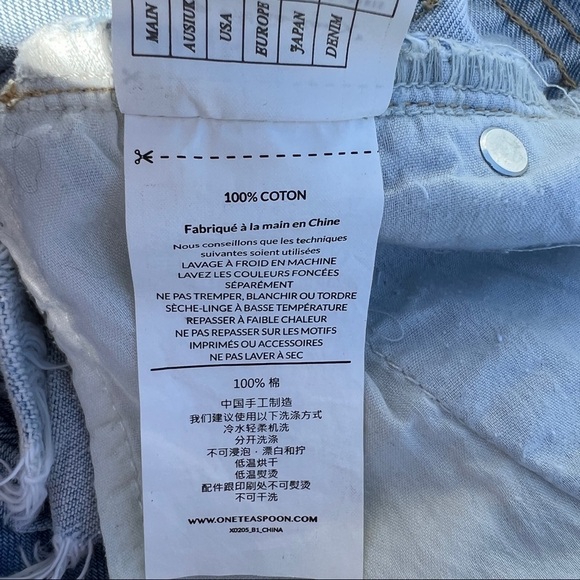 MAIN
AUS/UK
USA
EUROPE
JAPAN
DENIM
100% COTON
Fabriqué à la main en Chine
Nous conseillons que les techniques
suivantes soient utilisées
LAVAGE À FROID EN MACHINE
LAVEZ LES COULEURS FONCÉES
SÉPARÉMENT
NE PAS TREMPER, BLANCHIR OU TORDRE
SÈCHE-LINGE À BASSE TEMPÉRATURE
REPASSER À FAIBLE CHALEUR
NE PAS REPASSER SUR LES MOTIFS
IMPRIMÉS OU ACCESSOIRES
NE PAS LAVER À SEC
100% 棉
中国手工制造
我们建议使用以下洗涤方式
冷水轻柔机洗
分开洗涤
不可浸泡，漂白和拧
低温烘干
低温熨烫
配件跟印刷处不可熨烫
不可干洗
WWW.ONETEASPOON.COM
X0205_B1_CHINA